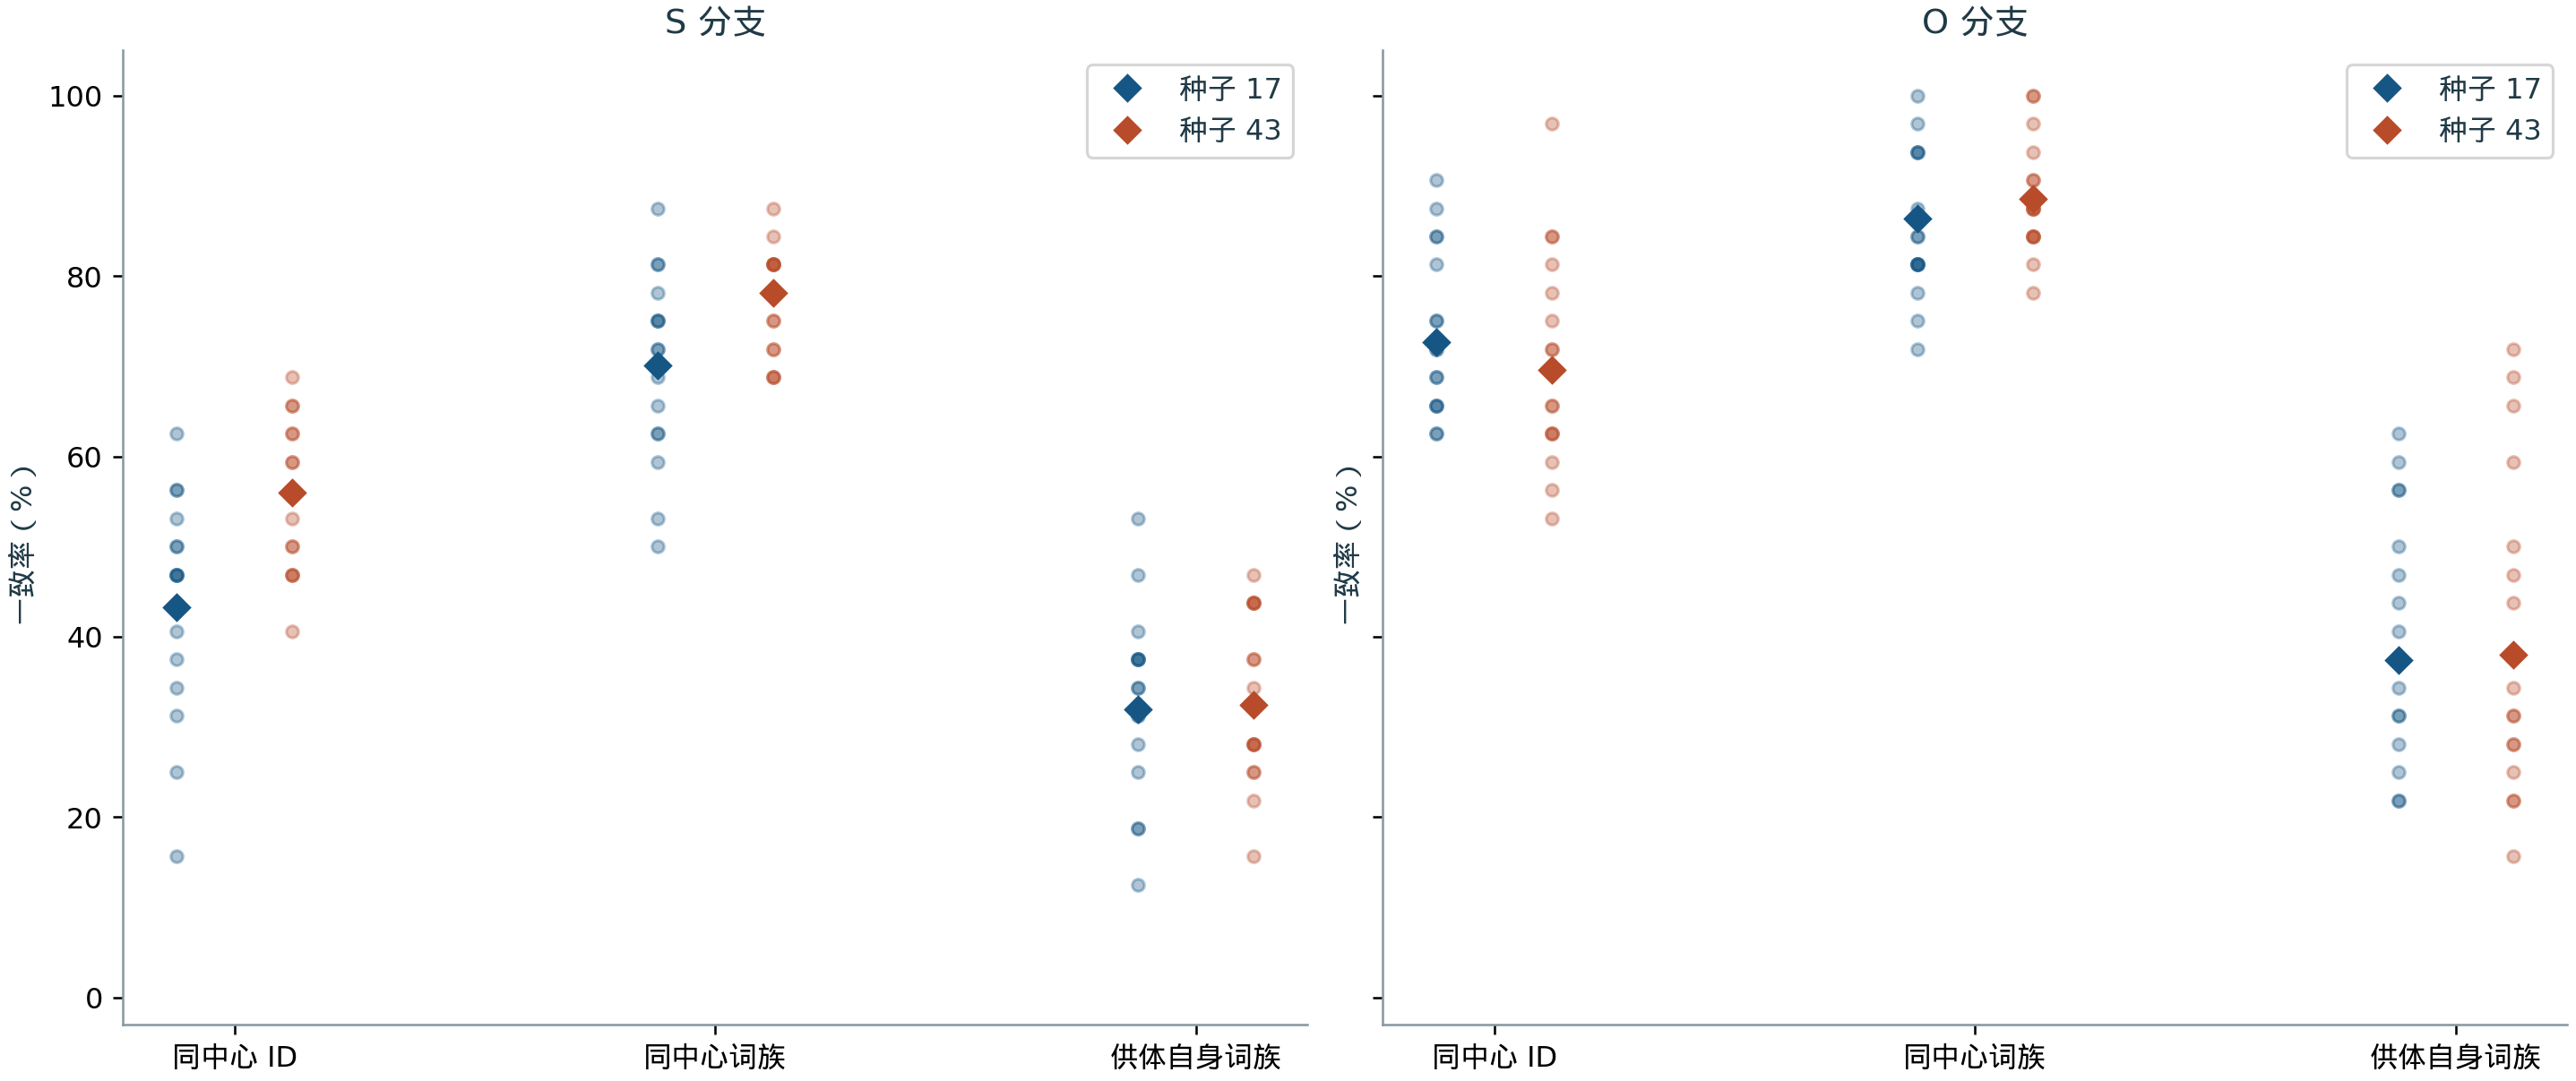 S 分支
种子 17
种子 43
一致率 (%)
100
80
60
40
20
0
同中心 ID
同中心词族
供体自身词族
O 分支
种子 17
种子 43
一致率 (%)
同中心 ID
同中心词族
供体自身词族